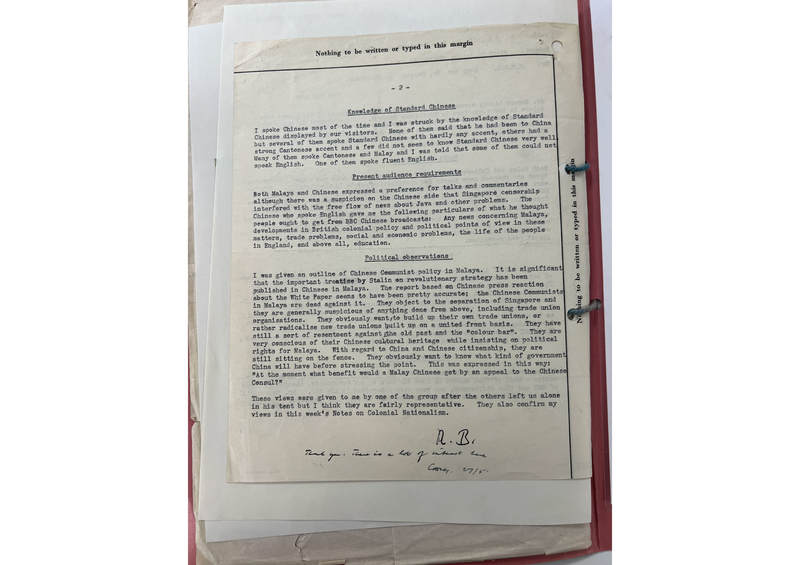 Nothing to be written or typed in this margin
- 2 -
Knowledge of Standard Chinese
I spoke Chinese most of the time and I was struck by the knowledge of Standard
Chinese displayed by our visitors. None of them said that he had been to China
but several of them spoke Standard Chinese with hardly any accent, others had a
strong Cantonese accent and a few did not seem to know Standard Chinese very well.
Many of them spoke Cantonese and Malay and I was told that some of them could not
speak English. One of them spoke fluent English.
Present audience requirements
Both Malays and Chinese expressed a preference for talks and commentaries
although there was a suspicion on the Chinese side that Singapore censorship
interfered with the free flow of news about Java and other problems. The
Chinese who spoke English gave me the following particulars of what he thought
people ought to get from BBC Chinese broadcasts: Any news concerning Malaya,
developments in British colonial policy and political points of view in these
matters, trade problems, social and economic problems, the life of the people
in England, and above all, education.
Political observations
I was given an outline of Chinese Communist policy in Malaya. It is significant
that the important treatise by Stalin on revolutionary strategy has been
published in Chinese in Malaya. The report based on Chinese press reaction
about the White Paper seems to have been pretty accurate; the Chinese Communists
in Malaya are dead against it. They object to the separation of Singapore and
they are generally suspicious of anything done from above, including trade union
organisations. They obviously want to build up their own trade unions, or
rather radicalise new trade unions built up on a united front basis. They have
still a sort of resentment against the old past and the "colour bar". They are
very conscious of their Chinese cultural heritage while insisting on political
rights for Malaya. With regard to China and Chinese citizenship, they are
still sitting on the fence. They obviously want to know what kind of government
China will have before stressing the point. This was expressed in this way:
"At the moment what benefit would a Malay Chinese get by an appeal to the Chinese
Consul?"
These views were given to me by one of the group after the others left us alone
in his tent but I think they are fairly representative. They also confirm my
views in this week's Notes on Colonial Nationalism.
Thank you. There is a lot of interest here
27/5.
Nothing to be written or typed in this margin